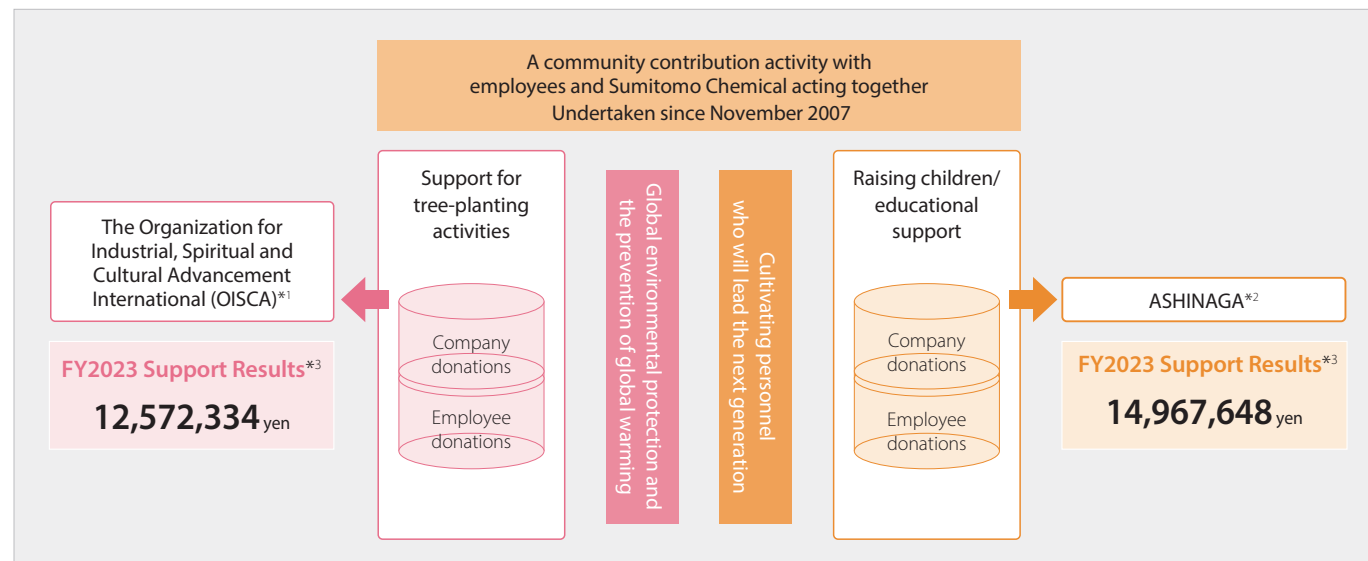 A community contribution activity with
employees and Sumitomo Chemical acting together
Undertaken since November 2007
The Organization for
Industrial, Spiritual and
Cultural Advancement
International (OISCA)*1
FY2023 Support Results*3
12,572,334 yen
Support for
tree-planting
activities
Company
donations
Employee
donations
Global environmental protection and
the prevention of global warming
Cultivating personnel
who will lead the next generation
Raising children/
educational
support
Company
donations
Employee
donations
ASHINAGA*2
FY2023 Support Results*3
14,967,648 yen